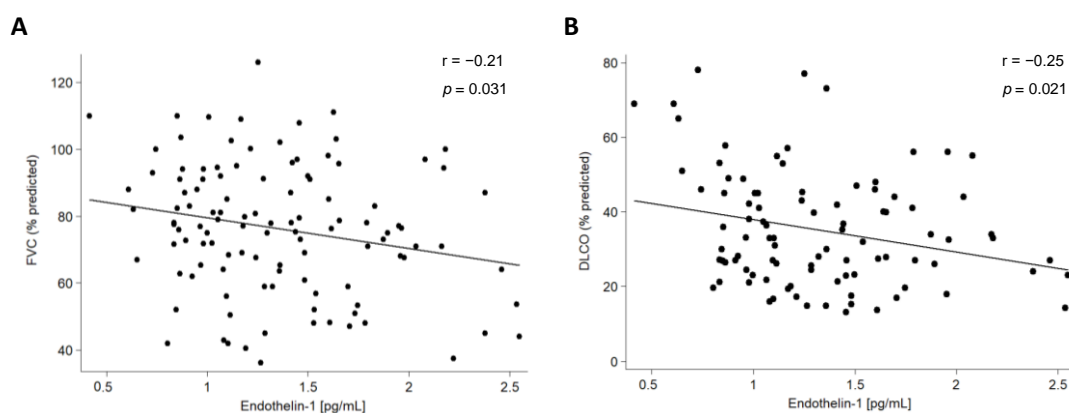 A
r = −0.21
p = 0.031
120
100
80
60
40
FVC (% predicted)
0.5 1 1.5 2 2.5
Endothelin-1 [pg/mL]
B
r = −0.25
p = 0.021
80
60
40
20
0
DLCO (% predicted)
0.5 1 1.5 2 2.5
Endothelin-1 [pg/mL]